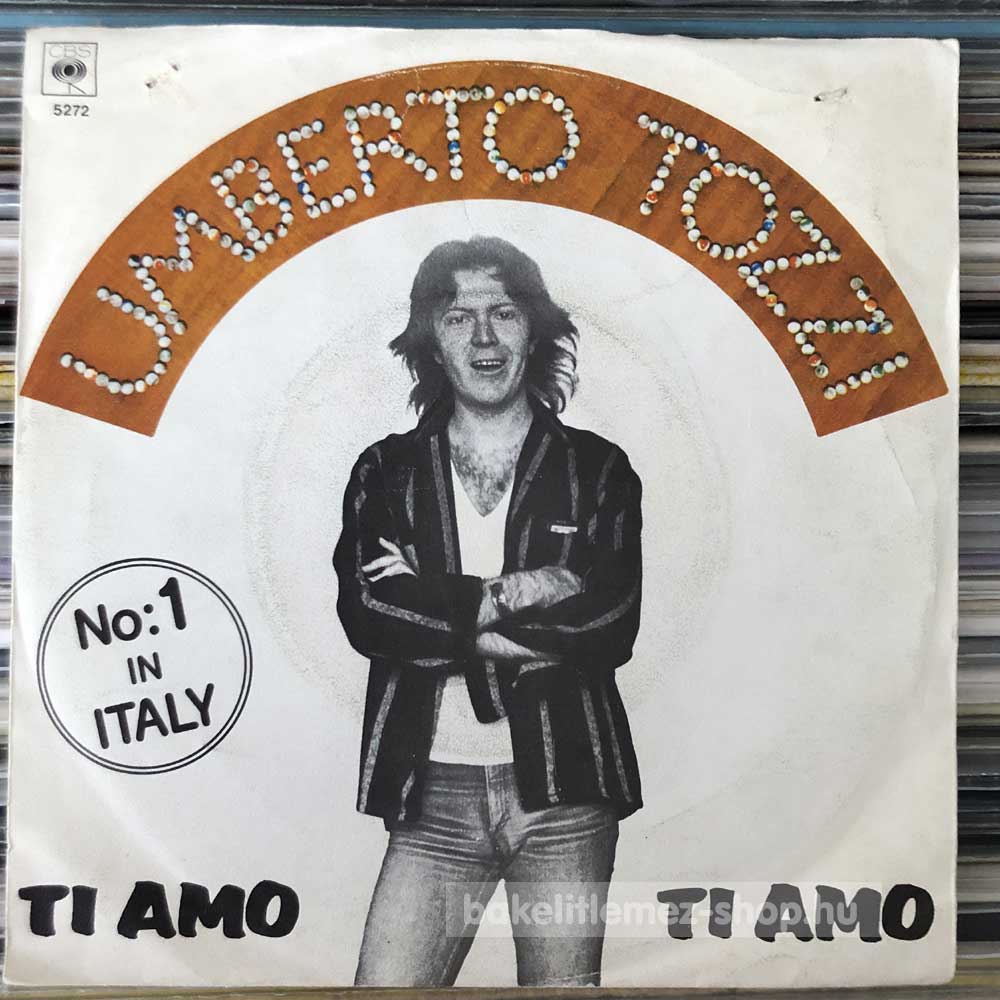 CBS
5272
UMBERTO TOZZI
No:1
IN
ITALY
TI AMO
TI AMO
bakelitlemez-shop.hu